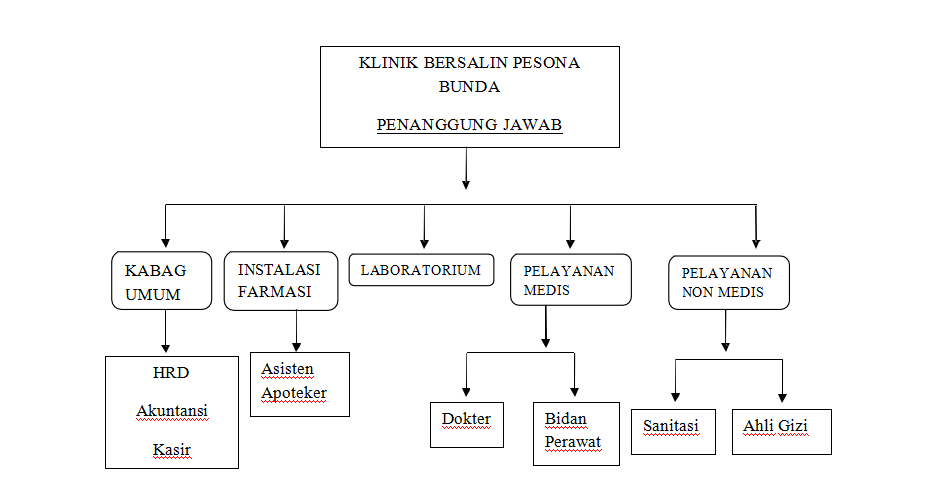 KLINIK BERSALIN PESONA
BUNDA
PENANGGUNG JAWAB
KABAG
UMUM
INSTALASI
FARMASI
LABORATORIUM
PELAYANAN
MEDIS
PELAYANAN
NON MEDIS
HRD
Akuntansi
Kasir
Asisten
Apoteker
Dokter
Bidan
Perawat
Sanitasi
Ahli Gizi